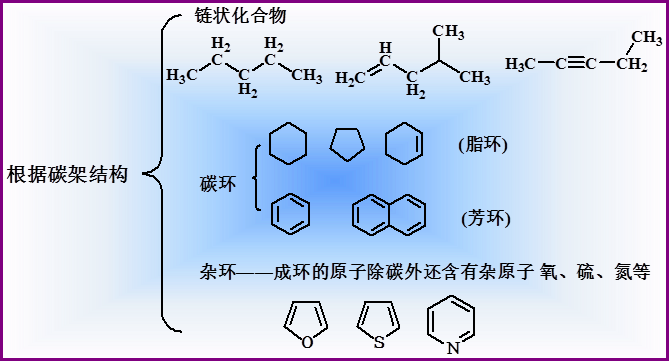 链状化合物
H₃C C H₂ C H₂ C H₂ CH₃
H₂C C H C H₂ CH₃ CH₃
H₃C—C≡C—CH₂ H₃C
根据碳架结构
碳环
(脂环)
(芳环)
杂环——成环的原子除碳外还含有杂原子 氧、硫、氮等
O S N